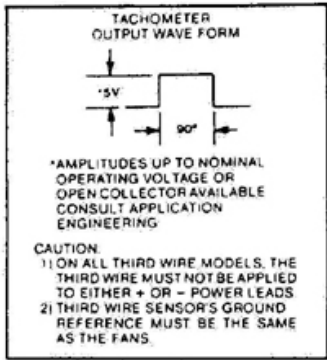 TACHOMETER
OUTPUT WAVE FORM
*5V
90°
*AMPLITUDES UP TO NOMINAL
OPERATING VOLTAGE OR
OPEN COLLECTOR AVAILABLE
CONSULT APPLICATION
ENGINEERING
CAUTION:
1) ON ALL THIRD WIRE MODELS, THE
THIRD WIRE MUST NOT BE APPLIED
TO EITHER + OR - POWER LEADS
2) THIRD WIRE SENSOR'S GROUND
REFERENCE MUST BE THE SAME
AS THE FANS.